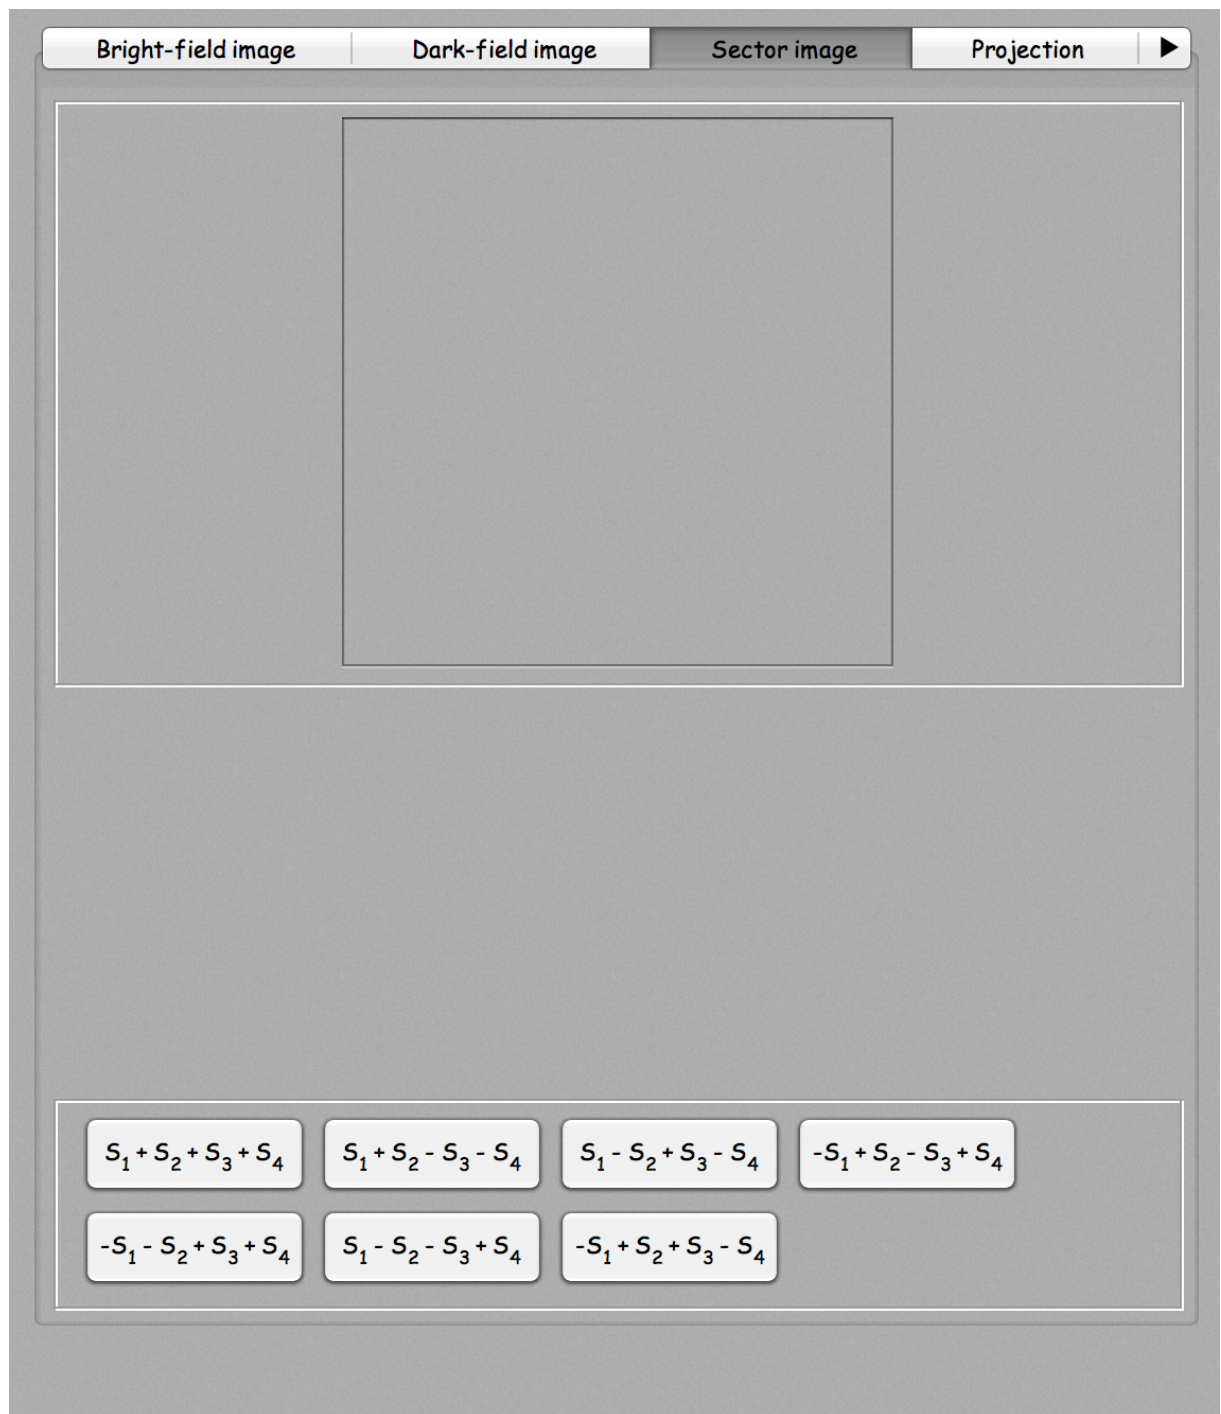 Bright-field image Dark-field image Sector image Projection
S₁ + S₂ + S₃ + S₄ S₁ + S₂ - S₃ - S₄ S₁ - S₂ + S₃ - S₄ -S₁ + S₂ - S₃ + S₄
-S₁ - S₂ + S₃ + S₄ S₁ - S₂ - S₃ + S₄ -S₁ + S₂ + S₃ - S₄